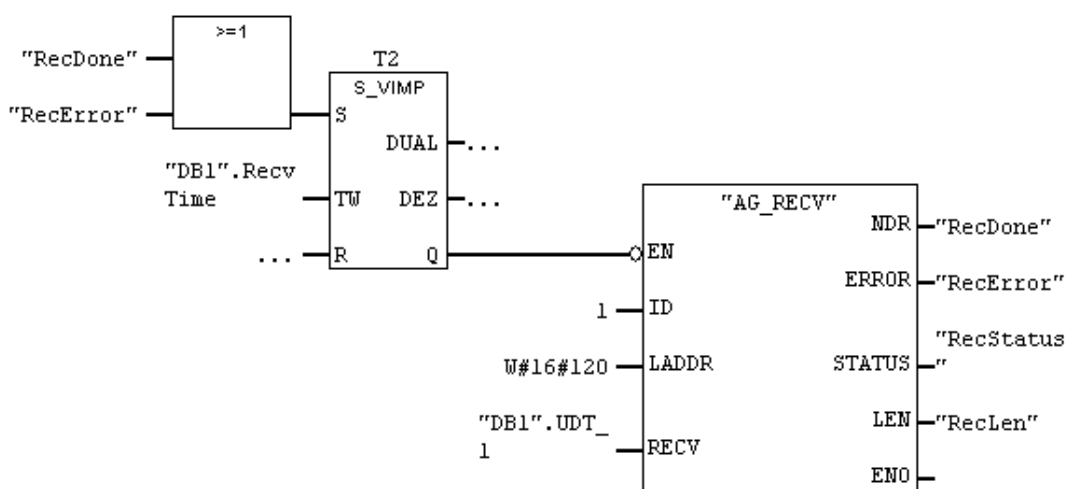 >=1
"RecDone"
"RecError"
T2
S_VIMP
S
DUAL
...
"DB1".Recv
Time
TW
DEZ
...
...
R
Q
"AG_RECV"
NDR
"RecDone"
EN
ERROR
"RecError"
1
ID
"RecStatus
"
W#16#120
LADDR
STATUS
LEN
"RecLen"
"DB1".UDT_
1
RECV
ENO